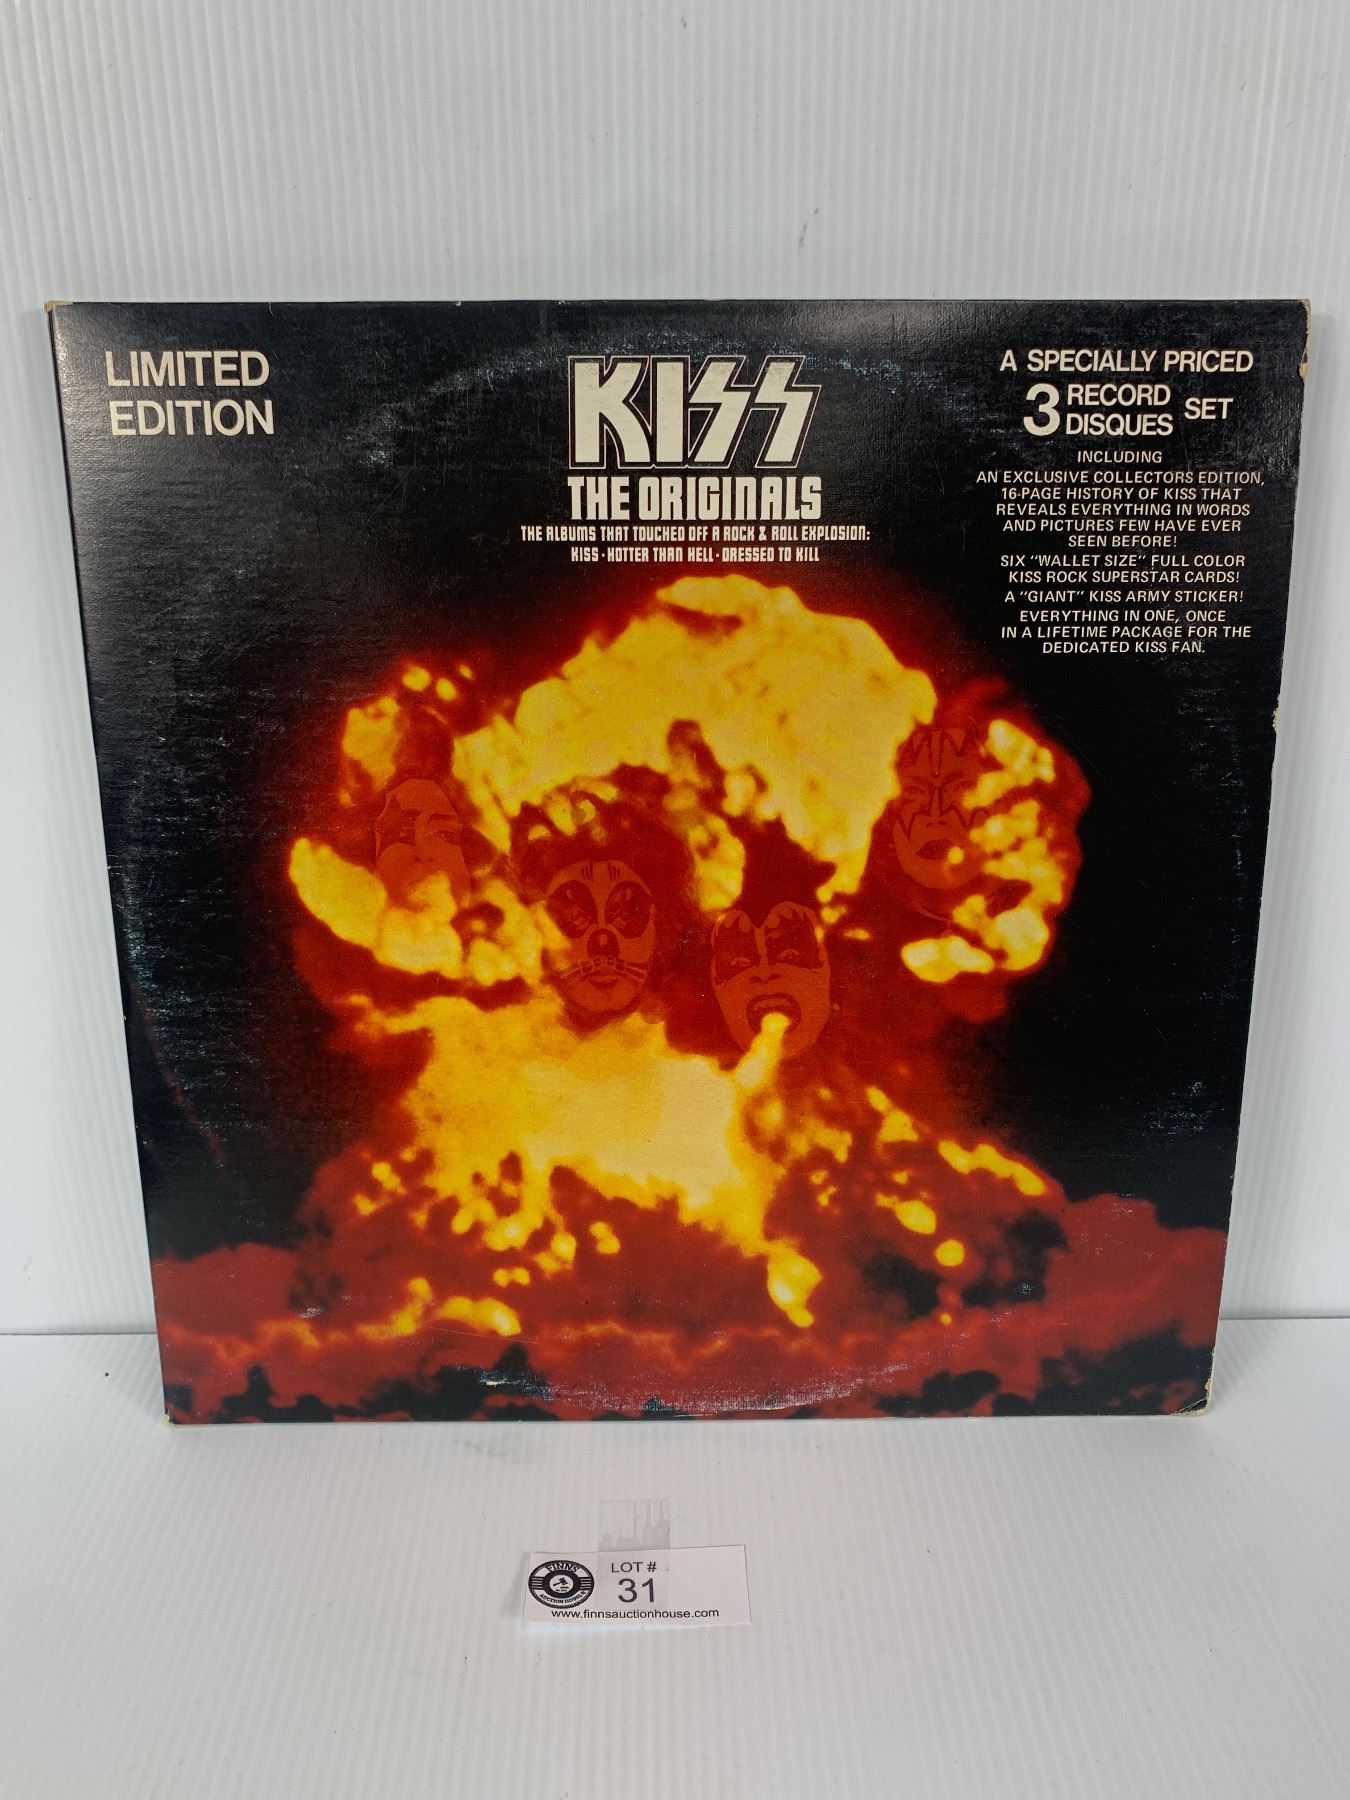 LIMITED
EDITION
KISS
THE ORIGINALS
THE ALBUMS THAT TOUCHED OFF A ROCK & ROLL EXPLOSION:
KISS · HOTTER THAN HELL · DRESSED TO KILL
A SPECIALLY PRICED
3 RECORD DISQUES SET
INCLUDING
AN EXCLUSIVE COLLECTORS EDITION,
16-PAGE HISTORY OF KISS THAT
REVEALS EVERYTHING IN WORDS
AND PICTURES FEW HAVE EVER
SEEN BEFORE!
SIX "WALLET SIZE" FULL COLOR
KISS ROCK SUPERSTAR CARDS!
A "GIANT" KISS ARMY STICKER!
EVERYTHING IN ONE, ONCE
IN A LIFETIME PACKAGE FOR THE
DEDICATED KISS FAN.
FINNS
AUCTION HOUSE
LOT #
31
www.finnsauctionhouse.com